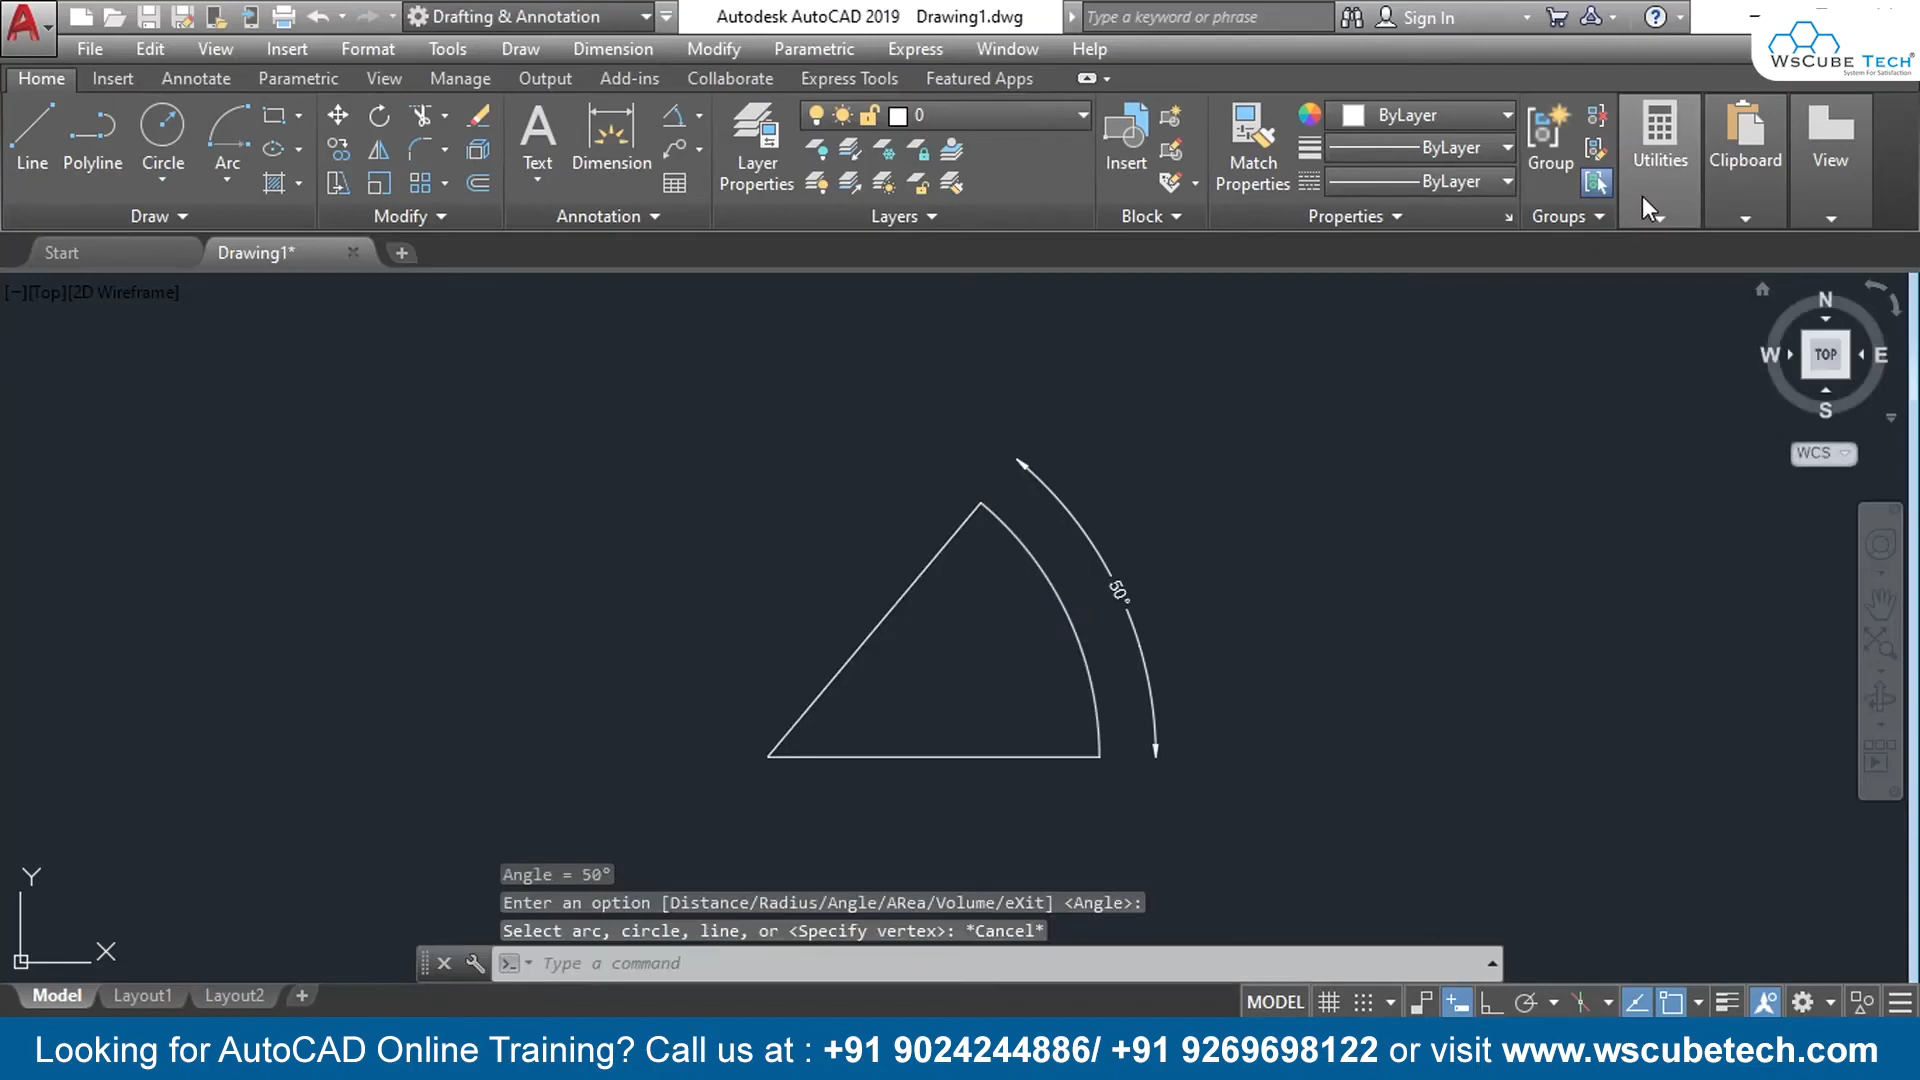 Drafting & Annotation
Autodesk AutoCAD 2019 Drawing1.dwg
Type a keyword or phrase
Sign In
WsCube Tech
System For Satisfaction
File Edit View Insert Format Tools Draw Dimension Modify Parametric Express Window Help
Home Insert Annotate Parametric View Manage Output Add-ins Collaborate Express Tools Featured Apps
0
ByLayer
Line Polyline Circle Arc
Text Dimension
Layer Properties
Insert
Match Properties
ByLayer
ByLayer
Group
Utilities Clipboard View
Draw Modify Annotation Layers Block Properties Groups
Start Drawing1*
[−][Top][2D Wireframe]
N
W TOP E
S
WCS
50°
Y
X
Angle = 50°
Enter an option [Distance/Radius/Angle/ARea/Volume/eXit] <Angle>:
Select arc, circle, line, or <Specify vertex>: *Cancel*
Type a command
Model Layout1 Layout2
MODEL
Looking for AutoCAD Online Training? Call us at : +91 9024244886/ +91 9269698122 or visit www.wscubetech.com